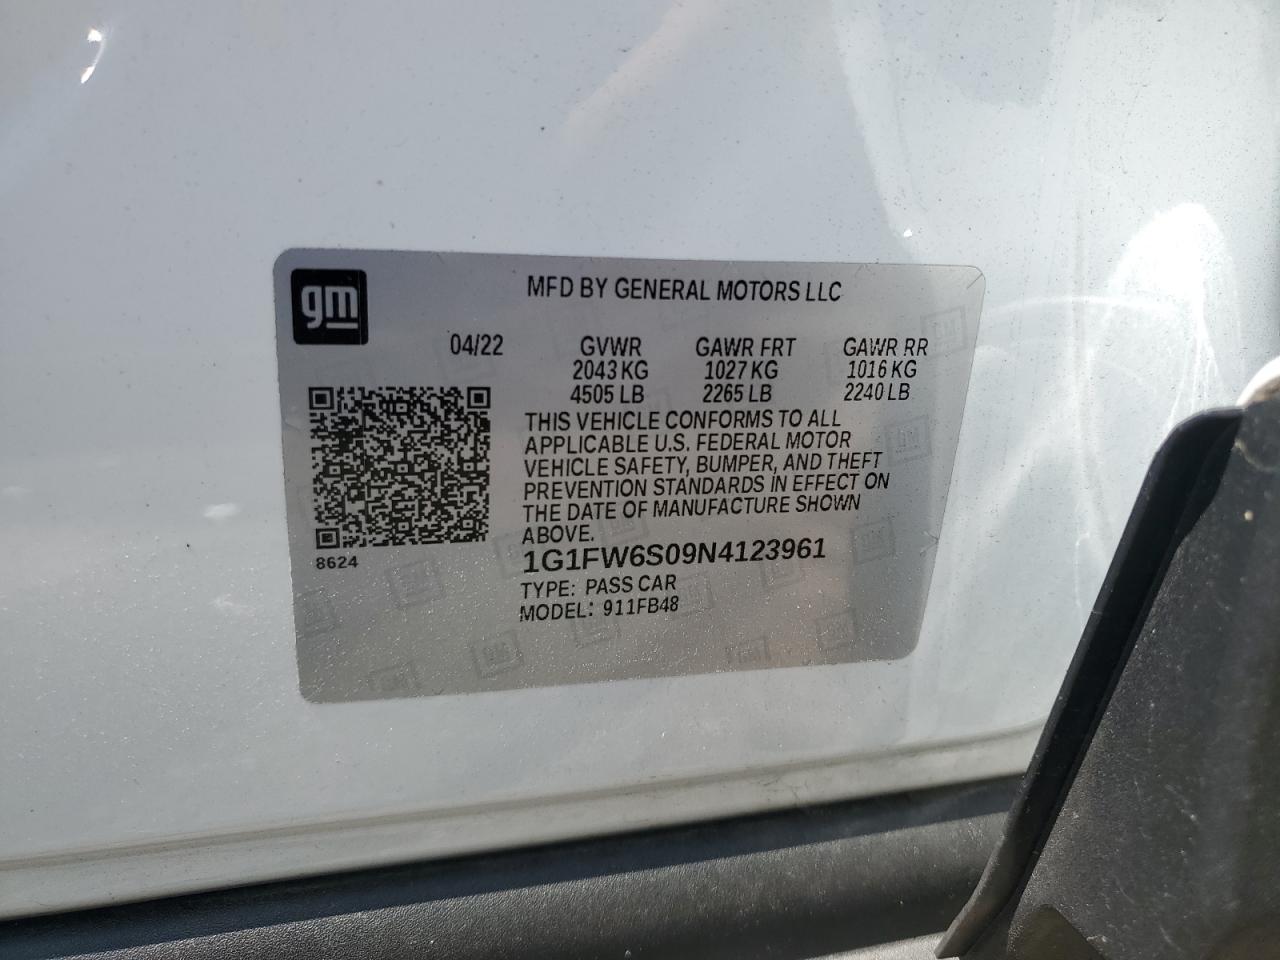 gm
MFD BY GENERAL MOTORS LLC
04/22 GVWR GAWR FRT GAWR RR
2043 KG 1027 KG 1016 KG
4505 LB 2265 LB 2240 LB
THIS VEHICLE CONFORMS TO ALL
APPLICABLE U.S. FEDERAL MOTOR
VEHICLE SAFETY, BUMPER, AND THEFT
PREVENTION STANDARDS IN EFFECT ON
THE DATE OF MANUFACTURE SHOWN
ABOVE.
8624
1G1FW6S09N4123961
TYPE: PASS CAR
MODEL: 911FB48